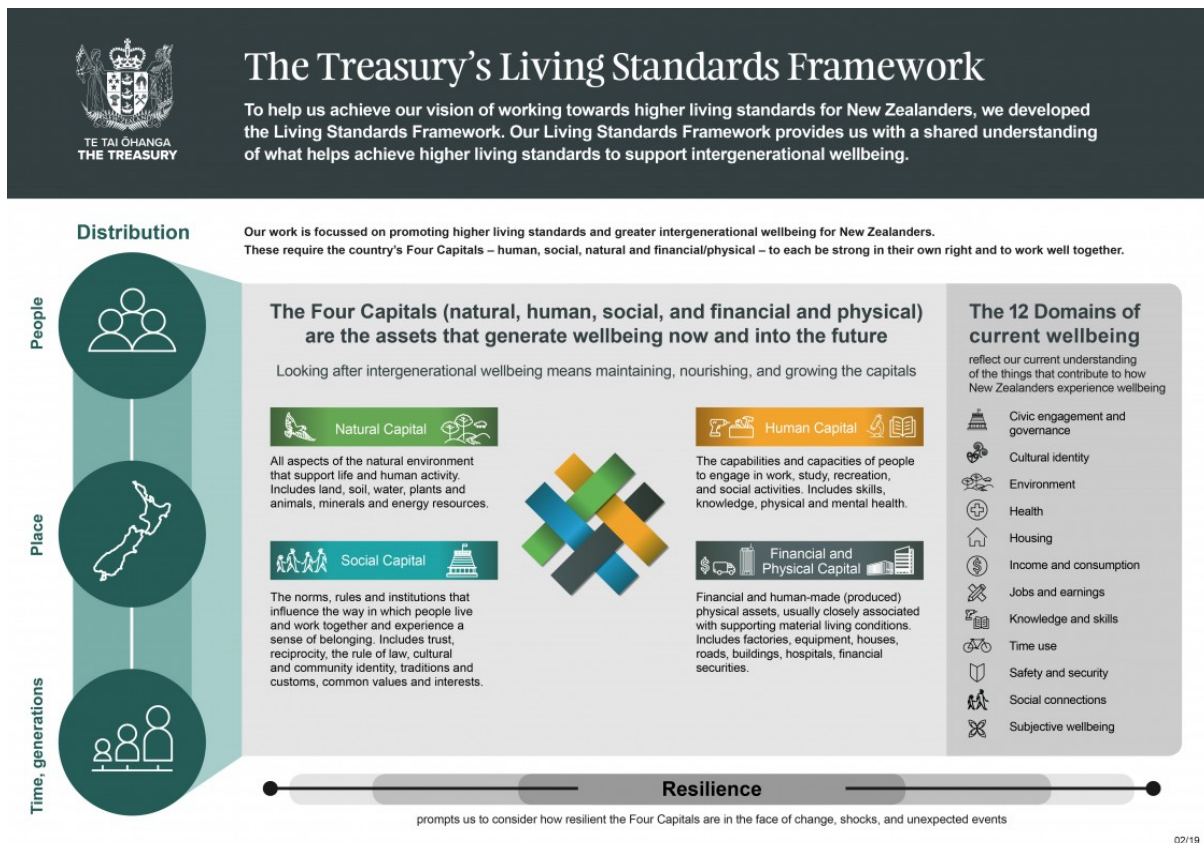 TE TAI ŌHANGA
THE TREASURY
The Treasury's Living Standards Framework
To help us achieve our vision of working towards higher living standards for New Zealanders, we developed
the Living Standards Framework. Our Living Standards Framework provides us with a shared understanding
of what helps achieve higher living standards to support intergenerational wellbeing.
Distribution
People
Place
Time, generations
Our work is focussed on promoting higher living standards and greater intergenerational wellbeing for New Zealanders.
These require the country's Four Capitals – human, social, natural and financial/physical – to each be strong in their own right and to work well together.
The Four Capitals (natural, human, social, and financial and physical)
are the assets that generate wellbeing now and into the future
Looking after intergenerational wellbeing means maintaining, nourishing, and growing the capitals
Natural Capital
All aspects of the natural environment
that support life and human activity.
Includes land, soil, water, plants and
animals, minerals and energy resources.
Human Capital
The capabilities and capacities of people
to engage in work, study, recreation,
and social activities. Includes skills,
knowledge, physical and mental health.
Social Capital
The norms, rules and institutions that
influence the way in which people live
and work together and experience a
sense of belonging. Includes trust,
reciprocity, the rule of law, cultural
and community identity, traditions and
customs, common values and interests.
Financial and
Physical Capital
Financial and human-made (produced)
physical assets, usually closely associated
with supporting material living conditions.
Includes factories, equipment, houses,
roads, buildings, hospitals, financial
securities.
The 12 Domains of
current wellbeing
reflect our current understanding
of the things that contribute to how
New Zealanders experience wellbeing
Civic engagement and
governance
Cultural identity
Environment
Health
Housing
Income and consumption
Jobs and earnings
Knowledge and skills
Time use
Safety and security
Social connections
Subjective wellbeing
Resilience
prompts us to consider how resilient the Four Capitals are in the face of change, shocks, and unexpected events
02/19